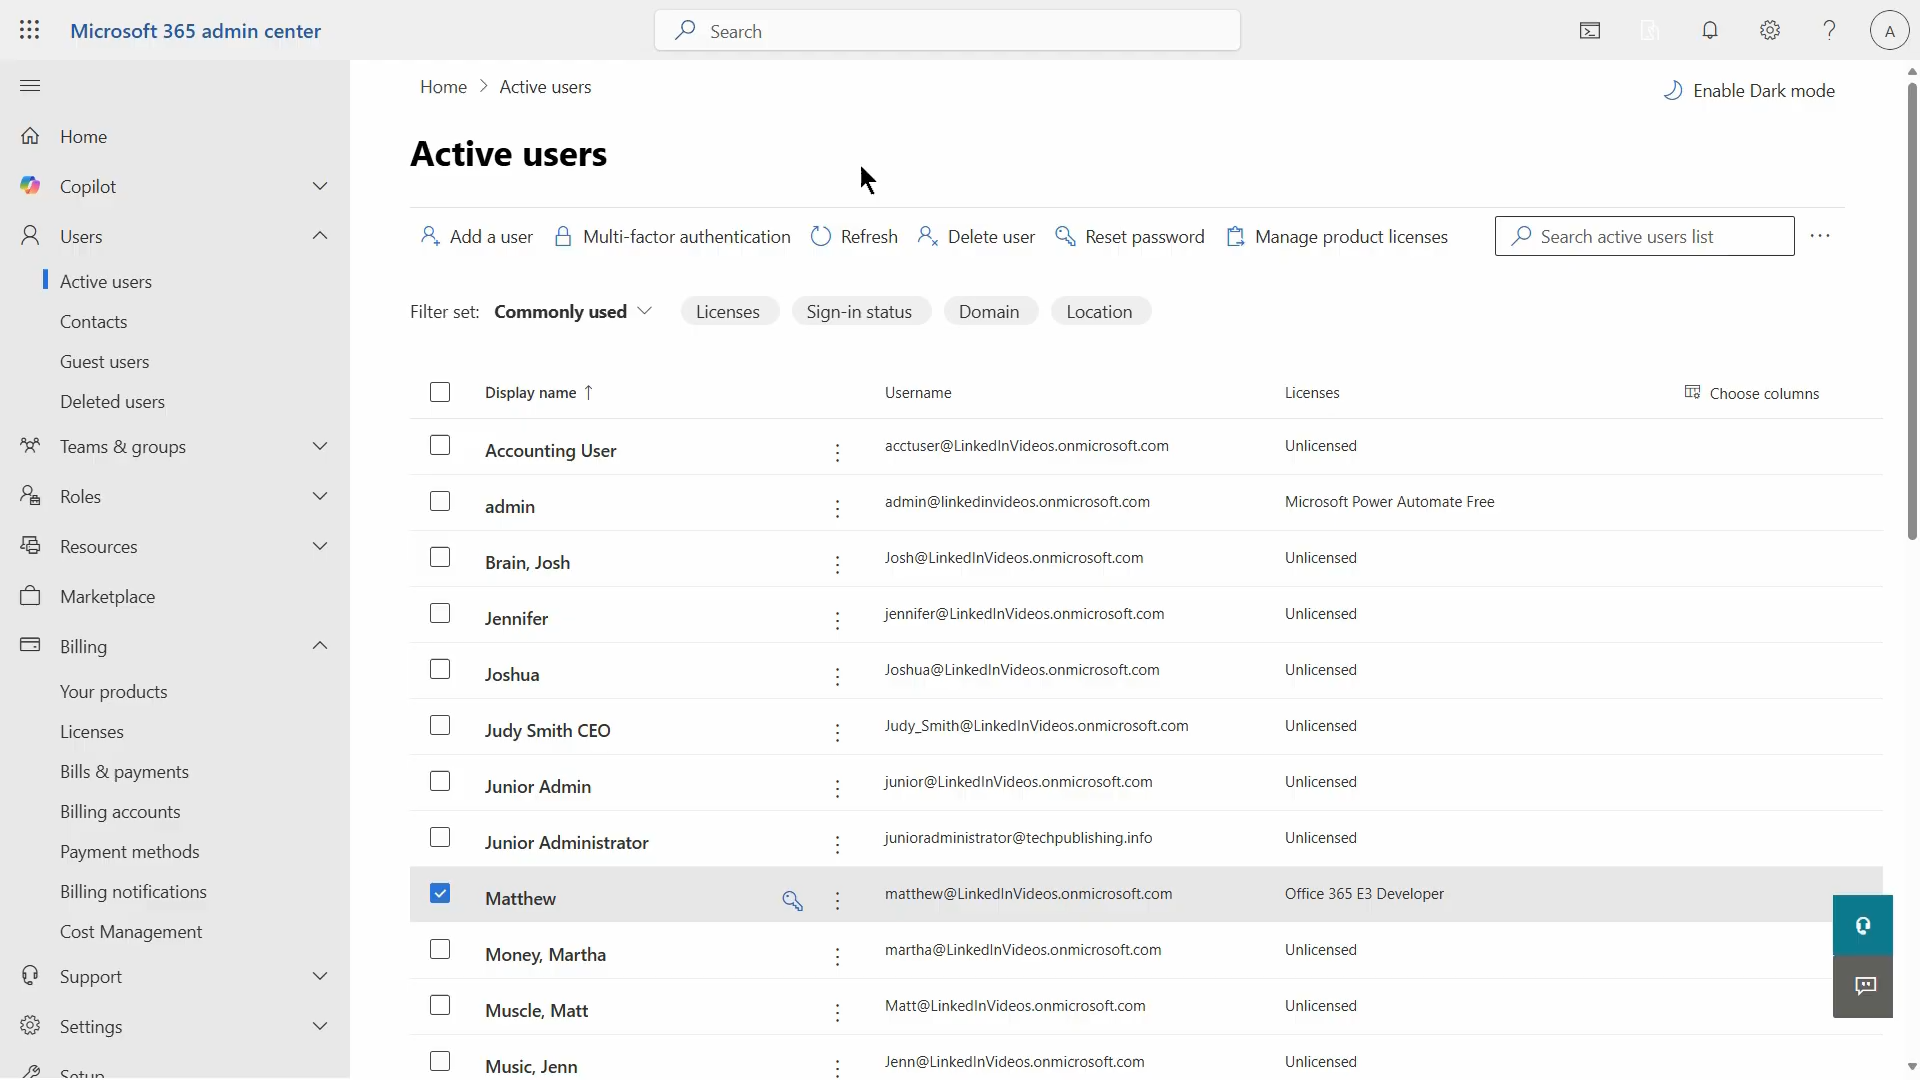 Microsoft 365 admin center
Search
A
Home
Copilot
Users
Active users
Contacts
Guest users
Deleted users
Teams & groups
Roles
Resources
Marketplace
Billing
Your products
Licenses
Bills & payments
Billing accounts
Payment methods
Billing notifications
Cost Management
Support
Settings
Setup
Home > Active users
Enable Dark mode
Active users
Add a user Multi-factor authentication Refresh Delete user Reset password Manage product licenses Search active users list
Filter set: Commonly used Licenses Sign-in status Domain Location
Display name ↑ Username Licenses Choose columns
Accounting User acctuser@LinkedInVideos.onmicrosoft.com Unlicensed
admin admin@linkedinvideos.onmicrosoft.com Microsoft Power Automate Free
Brain, Josh Josh@LinkedInVideos.onmicrosoft.com Unlicensed
Jennifer jennifer@LinkedInVideos.onmicrosoft.com Unlicensed
Joshua Joshua@LinkedInVideos.onmicrosoft.com Unlicensed
Judy Smith CEO Judy_Smith@LinkedInVideos.onmicrosoft.com Unlicensed
Junior Admin junior@LinkedInVideos.onmicrosoft.com Unlicensed
Junior Administrator junioradministrator@techpublishing.info Unlicensed
Matthew matthew@LinkedInVideos.onmicrosoft.com Office 365 E3 Developer
Money, Martha martha@LinkedInVideos.onmicrosoft.com Unlicensed
Muscle, Matt Matt@LinkedInVideos.onmicrosoft.com Unlicensed
Music, Jenn Jenn@LinkedInVideos.onmicrosoft.com Unlicensed